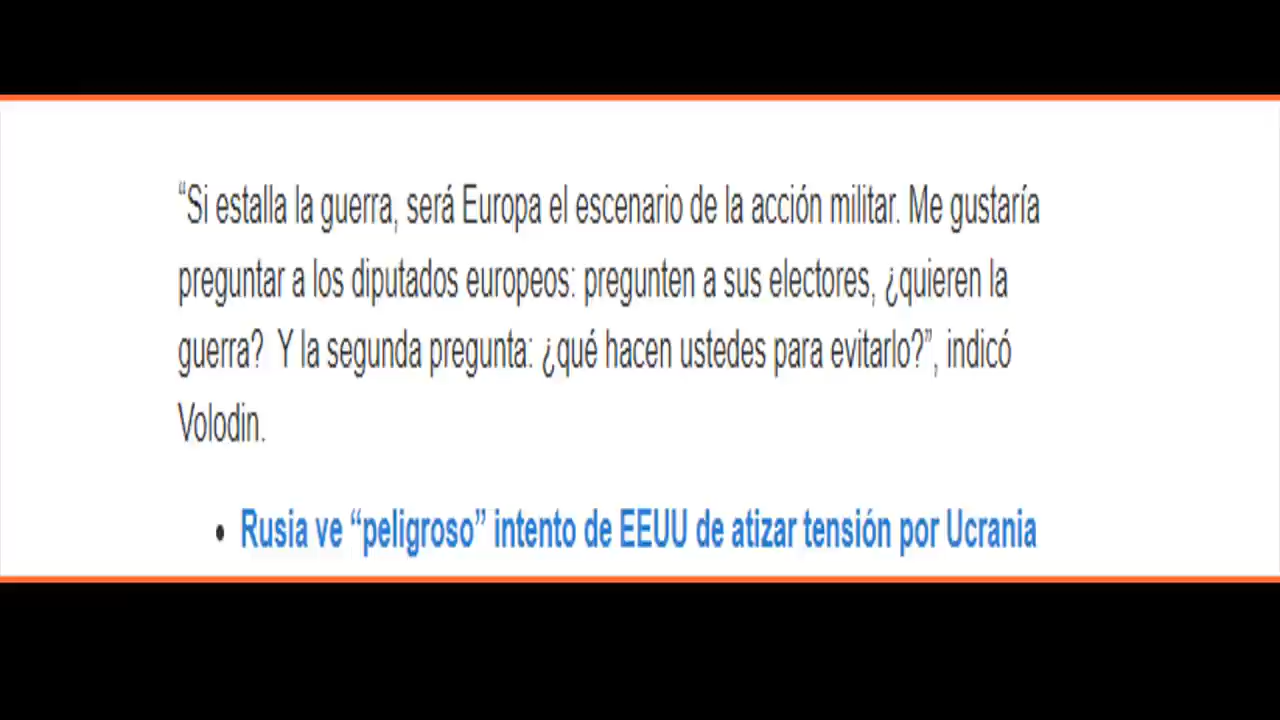 “Si estalla la guerra, será Europa el escenario de la acción militar. Me gustaría
preguntar a los diputados europeos: pregunten a sus electores, ¿quieren la
guerra?  Y la segunda pregunta: ¿qué hacen ustedes para evitarlo?”, indicó
Volodin.
• Rusia ve “peligroso” intento de EEUU de atizar tensión por Ucrania